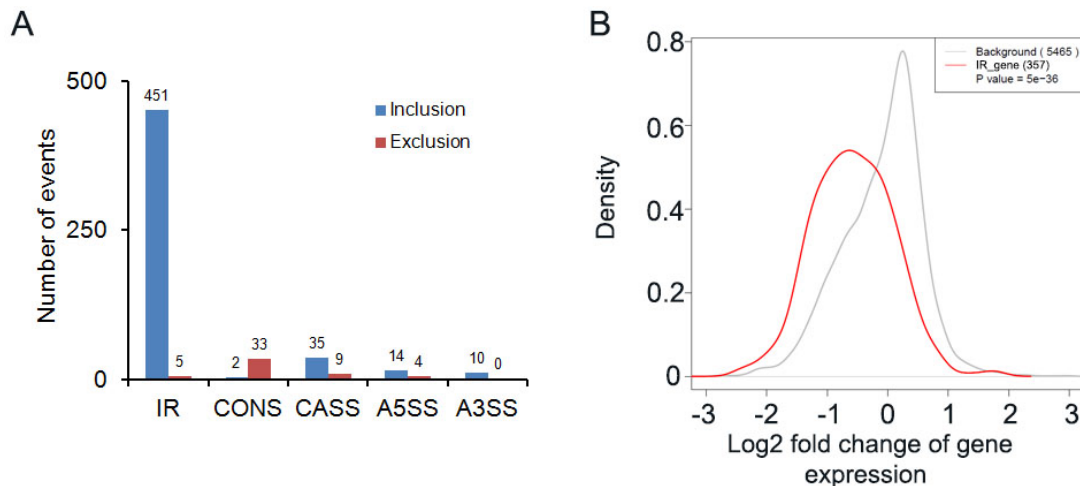 A
500
250
0
Number of events
451
5
2
33
35
9
14
4
10
0
Inclusion
Exclusion
IR CONS CASS A5SS A3SS
B
0.8
0.6
0.4
0.2
0
Density
Background ( 5465 )
IR_gene (357)
P value = 5e-36
-3 -2 -1 0 1 2 3
Log2 fold change of gene
expression